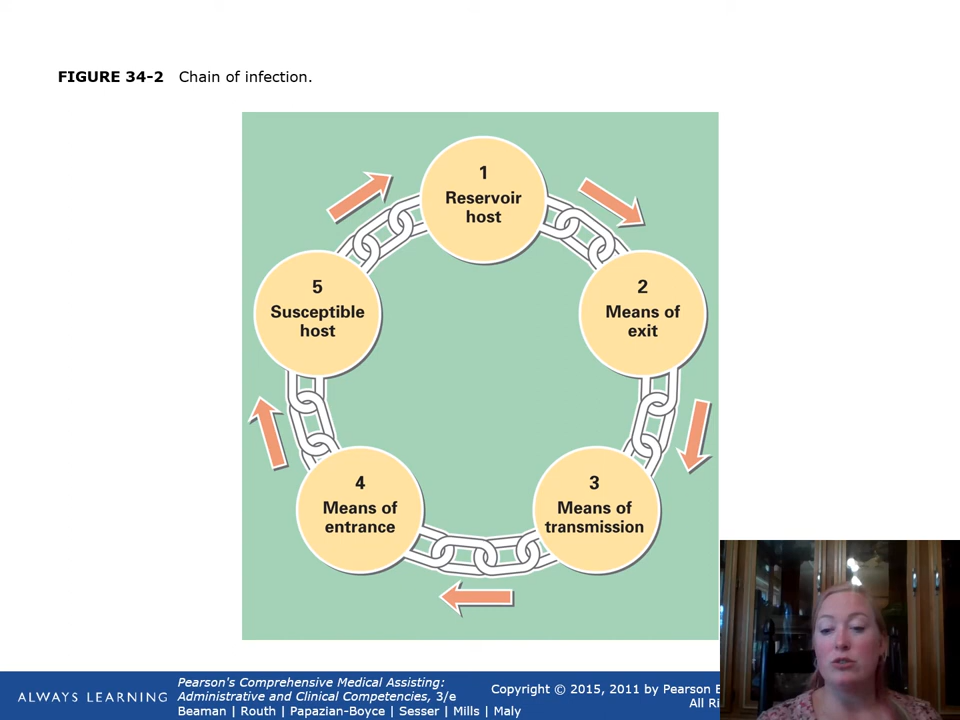 FIGURE 34-2 Chain of infection.
1
Reservoir
host
2
Means of
exit
3
Means of
transmission
4
Means of
entrance
5
Susceptible
host
ALWAYS LEARNING
Pearson's Comprehensive Medical Assisting:
Administrative and Clinical Competencies, 3/e
Beaman | Routh | Papazian-Boyce | Sesser | Mills | Maly
Copyright © 2015, 2011 by Pearson
All